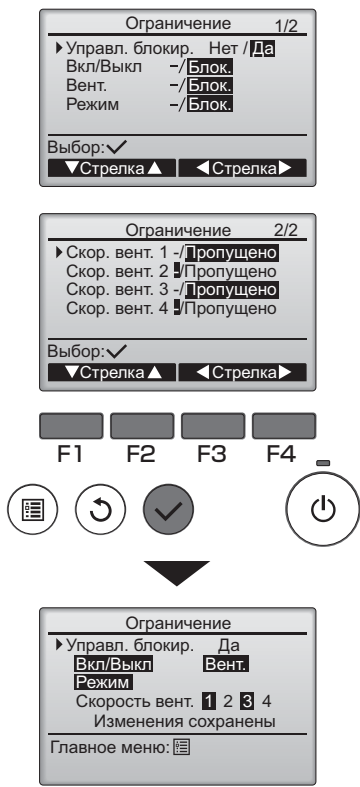 Ограничение 1/2
Управл. блокир. Нет / Да
Вкл/Выкл -/Блок.
Вент. -/Блок.
Режим -/Блок.
Выбор:✓
▼Стрелка▲ ◀Стрелка▶
Ограничение 2/2
Скор. вент. 1 -/Пропущено
Скор. вент. 2 -/Пропущено
Скор. вент. 3 -/Пропущено
Скор. вент. 4 -/Пропущено
Выбор:✓
▼Стрелка▲ ◀Стрелка▶
F1 F2 F3 F4
Ограничение
Управл. блокир. Да
Вкл/Выкл Вент.
Режим
Скорость вент. 1 2 3 4
Изменения сохранены
Главное меню: